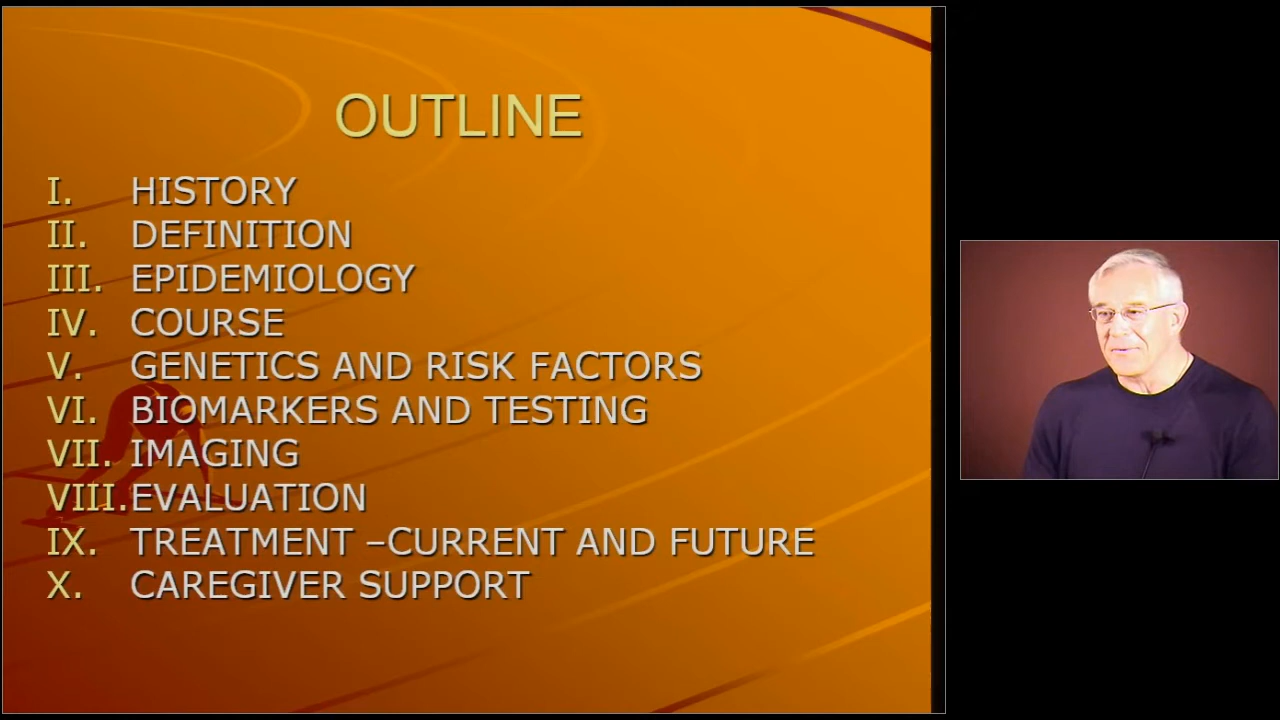 OUTLINE
I. HISTORY
II. DEFINITION
III. EPIDEMIOLOGY
IV. COURSE
V. GENETICS AND RISK FACTORS
VI. BIOMARKERS AND TESTING
VII. IMAGING
VIII.EVALUATION
IX. TREATMENT –CURRENT AND FUTURE
X. CAREGIVER SUPPORT